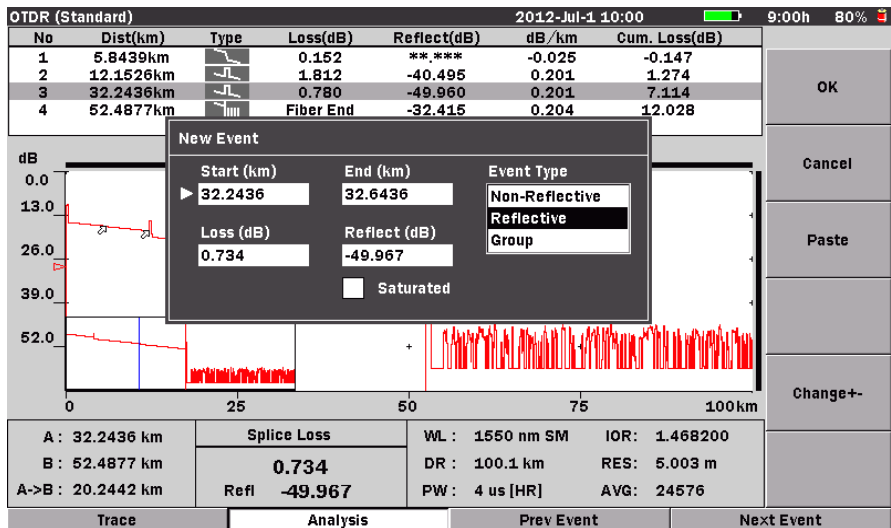 OTDR (Standard) 2012-Jul-1 10:00 9:00h 80%
No Dist(km) Type Loss(dB) Reflect(dB) dB/km Cum. Loss(dB)
1 5.8439km 0.152 **.*** -0.025 -0.147
2 12.1526km 1.812 -40.495 0.201 1.274
3 32.2436km 0.780 -49.960 0.201 7.114
4 52.4877km Fiber End -32.415 0.204 12.028
OK
Cancel
Paste
Change+-
New Event
Start (km) End (km) Event Type
32.2436 32.6436 Non-Reflective
Reflective
Loss (dB) Reflect (dB) Group
0.734 -49.967
Saturated
dB
0.0
13.0
26.0
39.0
52.0
0 25 50 75 100km
A : 32.2436 km Splice Loss WL : 1550 nm SM IOR: 1.468200
B : 52.4877 km 0.734 DR : 100.1 km RES: 5.003 m
A->B : 20.2442 km Refl -49.967 PW : 4 us [HR] AVG: 24576
Trace Analysis Prev Event Next Event